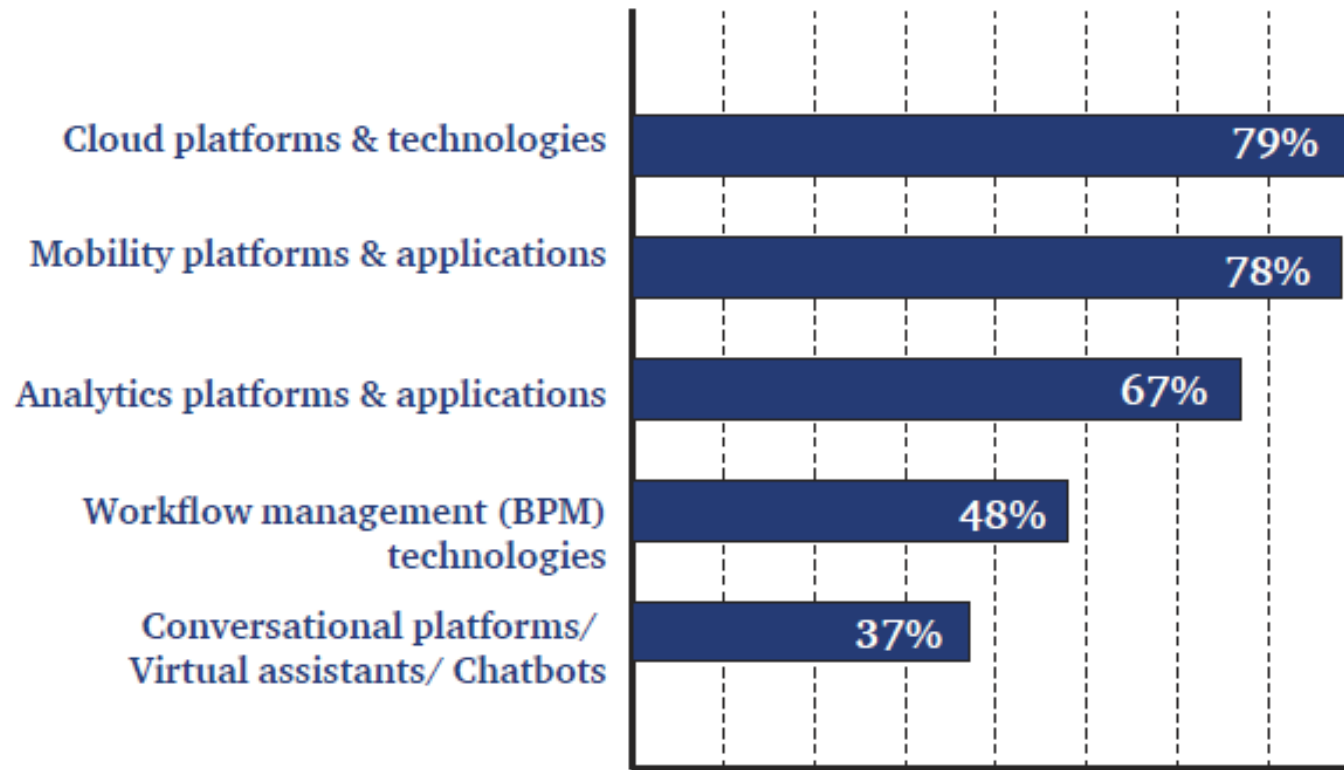 Cloud platforms & technologies
79%
Mobility platforms & applications
78%
Analytics platforms & applications
67%
Workflow management (BPM)
technologies
48%
Conversational platforms/
Virtual assistants/ Chatbots
37%